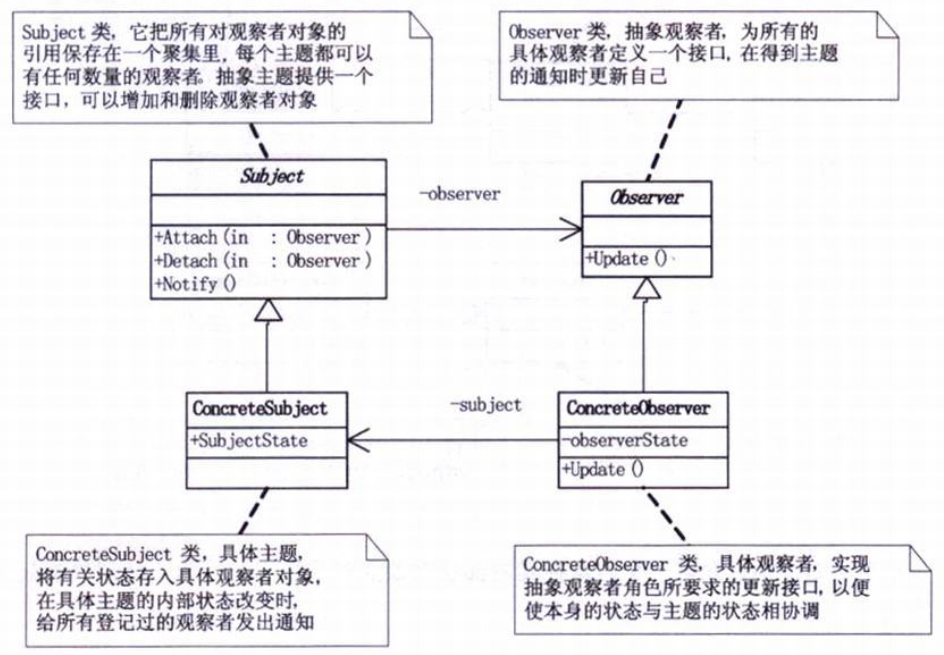 Subject 类，它把所有对观察者对象的
引用保存在一个聚集里，每个主题都可以
有任何数量的观察者。抽象主题提供一个
接口，可以增加和删除观察者对象
Observer 类，抽象观察者，为所有的
具体观察者定义一个接口，在得到主题
的通知时更新自己
Subject
+Attach(in : Observer)
+Detach(in : Observer)
+Notify()
-observer
Observer
+Update()
ConcreteSubject
+SubjectState
-subject
ConcreteObserver
-observerState
+Update()
ConcreteSubject 类，具体主题，
将有关状态存入具体观察者对象，
在具体主题的内部状态改变时，
给所有登记过的观察者发出通知
ConcreteObserver 类，具体观察者，实现
抽象观察者角色所要求的更新接口，以便
使本身的状态与主题的状态相协调